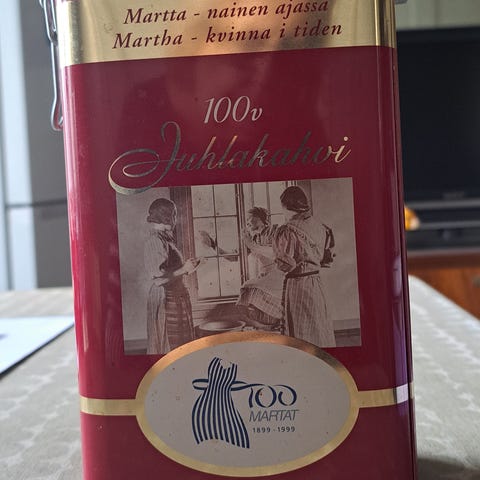 Martta - nainen ajassa
Martha - kvinna i tiden
100v
Juhlakahvi
100
MARTAT
1899 - 1999